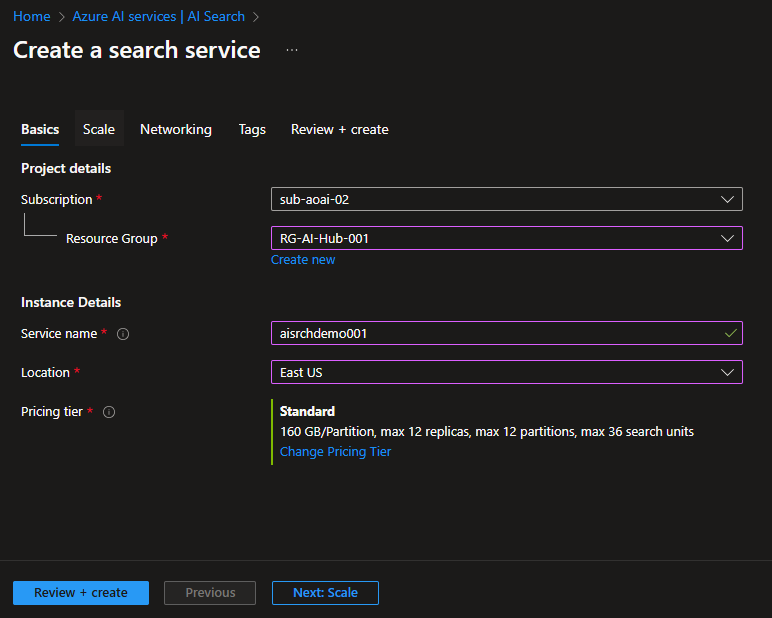 Home > Azure AI services | AI Search >
Create a search service ...
Basics Scale Networking Tags Review + create
Project details
Subscription * sub-aoai-02
Resource Group * RG-AI-Hub-001
Create new
Instance Details
Service name * aisrchdemo001
Location * East US
Pricing tier * Standard
160 GB/Partition, max 12 replicas, max 12 partitions, max 36 search units
Change Pricing Tier
Review + create Previous Next: Scale